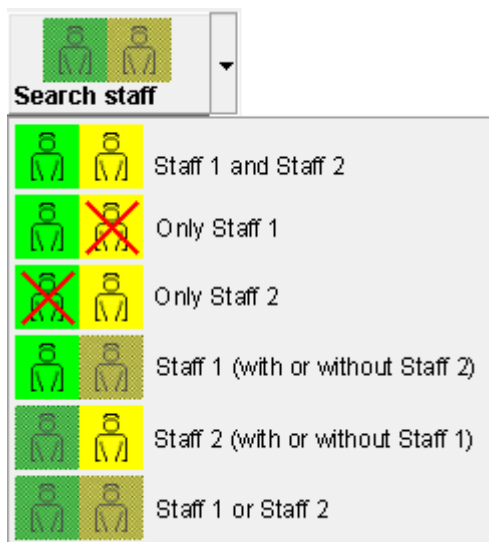 Search staff
Staff 1 and Staff 2
Only Staff 1
Only Staff 2
Staff 1 (with or without Staff 2)
Staff 2 (with or without Staff 1)
Staff 1 or Staff 2